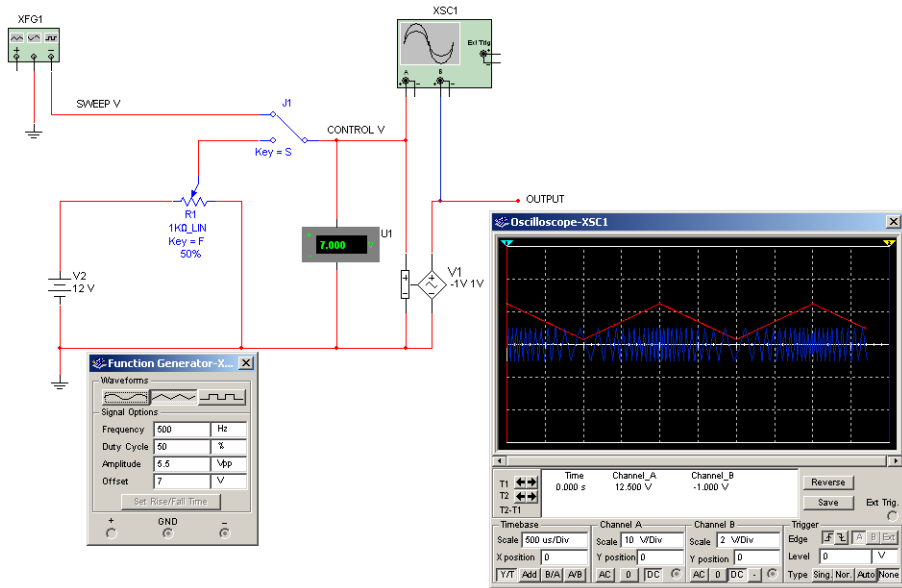 XFG1
XSC1
Ext Trig
A B
SWEEP V
J1
CONTROL V
Key = S
OUTPUT
R1
1KΩ_LIN
Key = F
50%
7.000
U1
V2
12 V
V1
-1V 1V
Function Generator-X...
Waveforms
Signal Options
Frequency 500 Hz
Duty Cycle 50 %
Amplitude 5.5 Vpp
Offset 7 V
Set Rise/Fall Time
+ GND −
Oscilloscope-XSC1
Time Channel_A Channel_B
T1 0.000 s 12.500 V -1.000 V
T2
T2-T1
Reverse
Save
Ext Trig.
Timebase
Scale 500 us/Div
X position 0
Y/T Add B/A A/B
Channel A
Scale 10 V/Div
Y position 0
AC 0 DC
Channel B
Scale 2 V/Div
Y position 0
AC 0 DC -
Trigger
Edge A B Ext
Level 0 V
Type Sing. Nor. Auto None